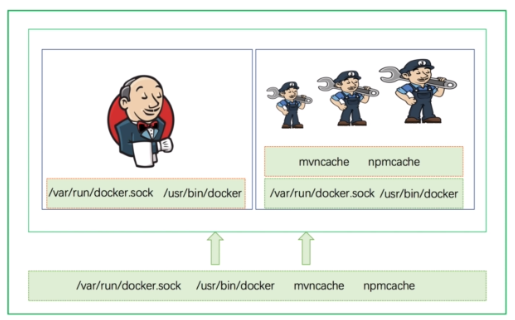 mvncache npmcache
/var/run/docker.sock /usr/bin/docker
/var/run/docker.sock /usr/bin/docker
/var/run/docker.sock /usr/bin/docker mvncache npmcache